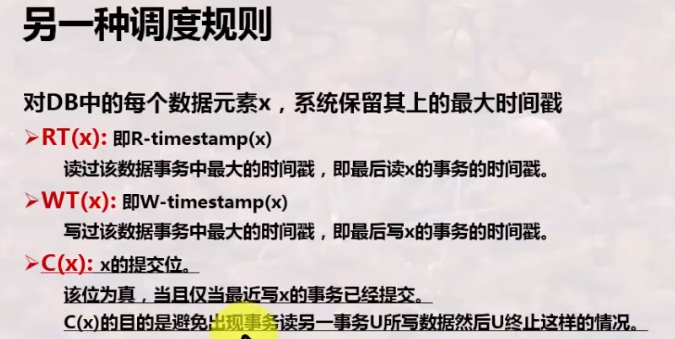 另一种调度规则
对DB中的每个数据元素x，系统保留其上的最大时间戳
➢RT(x): 即R-timestamp(x)
读过该数据事务中最大的时间戳，即最后读x的事务的时间戳。
➢WT(x): 即W-timestamp(x)
写过该数据事务中最大的时间戳，即最后写x的事务的时间戳。
➢C(x): x的提交位。
该位为真，当且仅当最近写x的事务已经提交。
C(x)的目的是避免出现事务读另一事务U所写数据然后U终止这样的情况。